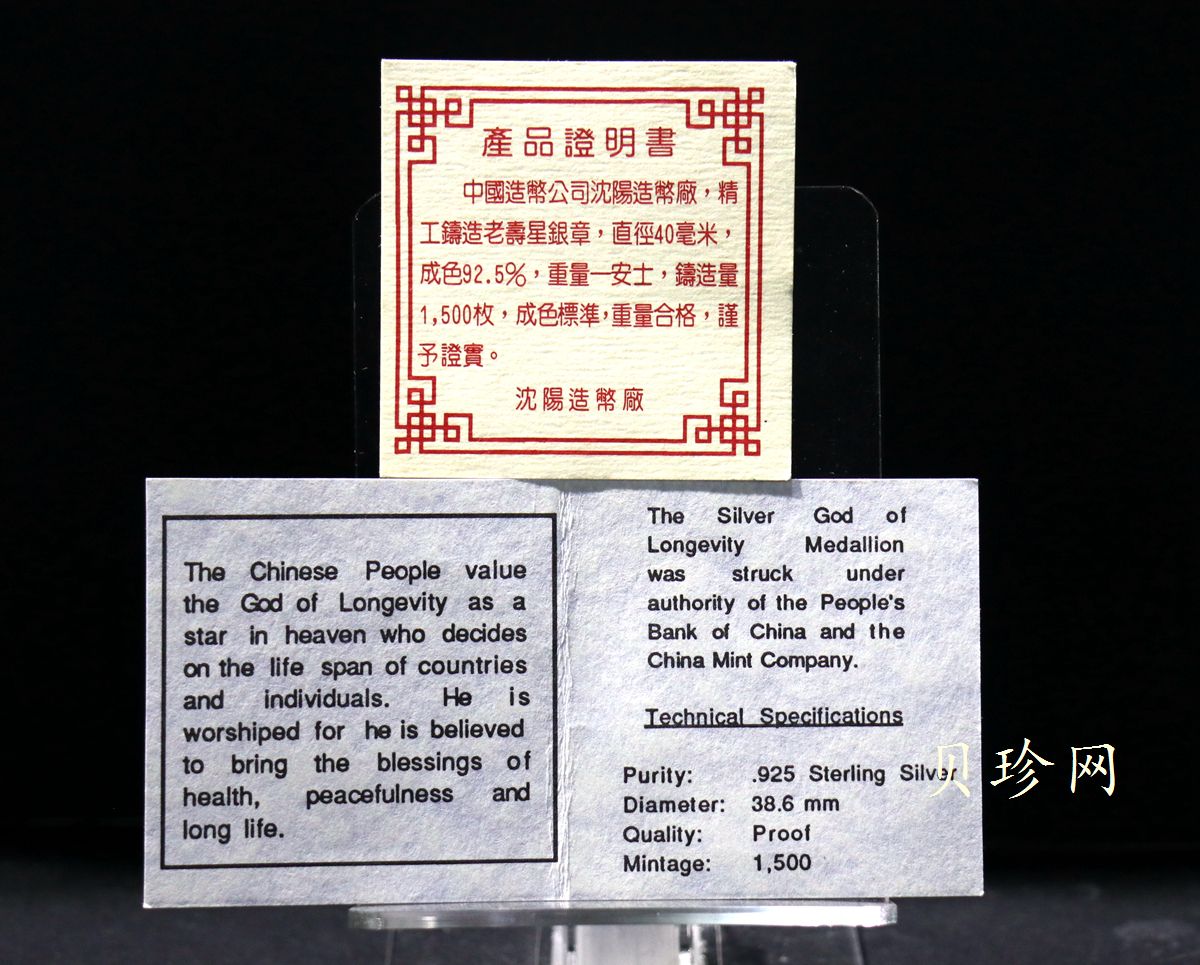 產品證明書
中國造幣公司沈陽造幣廠，精
工鑄造老壽星銀章，直徑40毫米，
成色92.5%，重量一安士，鑄造量
1,500枚，成色標準，重量合格，謹
予證實。
沈陽造幣廠
The Chinese People value
the God of Longevity as a
star in heaven who decides
on the life span of countries
and individuals. He is
worshiped for he is believed
to bring the blessings of
health, peacefulness and
long life.
The Silver God of
Longevity Medallion
was struck under
authority of the People's
Bank of China and the
China Mint Company.
Technical Specifications
Purity: .925 Sterling Silver
Diameter: 38.6 mm
Quality: Proof
Mintage: 1,500
贝珍网